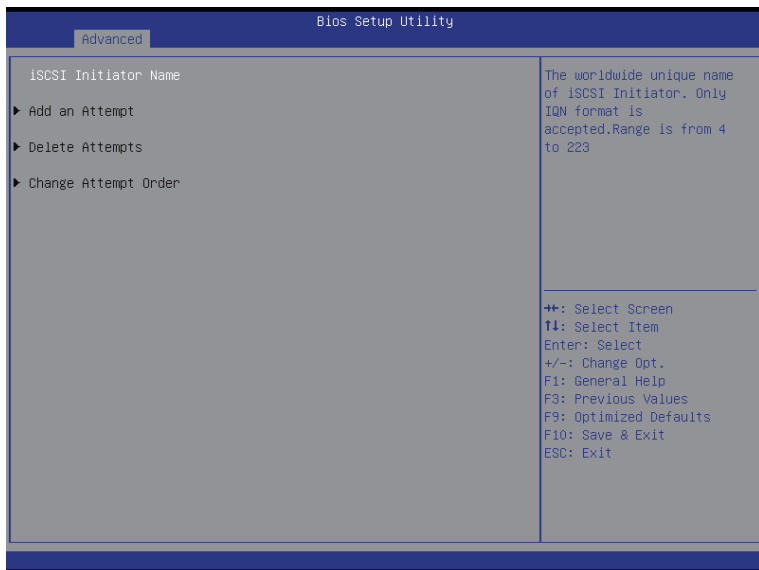 Bios Setup Utility
Advanced
iSCSI Initiator Name
▶ Add an Attempt
▶ Delete Attempts
▶ Change Attempt Order
The worldwide unique name
of iSCSI Initiator. Only
IQN format is
accepted.Range is from 4
to 223
→←: Select Screen
↑↓: Select Item
Enter: Select
+/-: Change Opt.
F1: General Help
F3: Previous Values
F9: Optimized Defaults
F10: Save & Exit
ESC: Exit